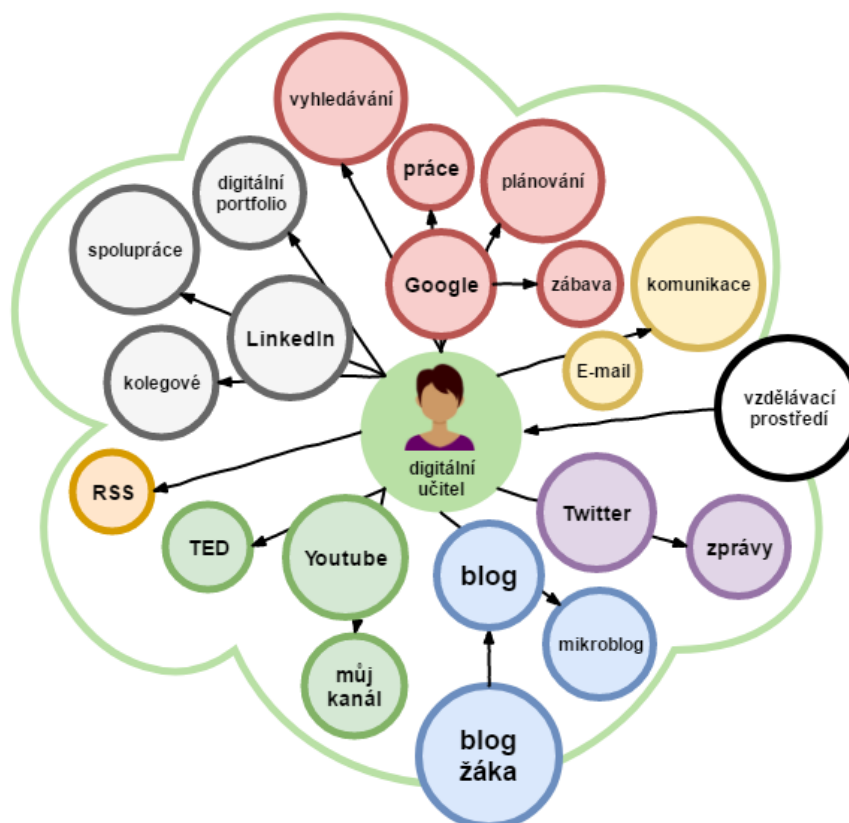 vyhledávání
práce
plánování
digitální
portfolio
spolupráce
Google
zábava
komunikace
LinkedIn
kolegové
E-mail
vzdělávací
prostředí
digitální
učitel
RSS
TED
Youtube
Twitter
zprávy
blog
mikroblog
můj
kanál
blog
žáka